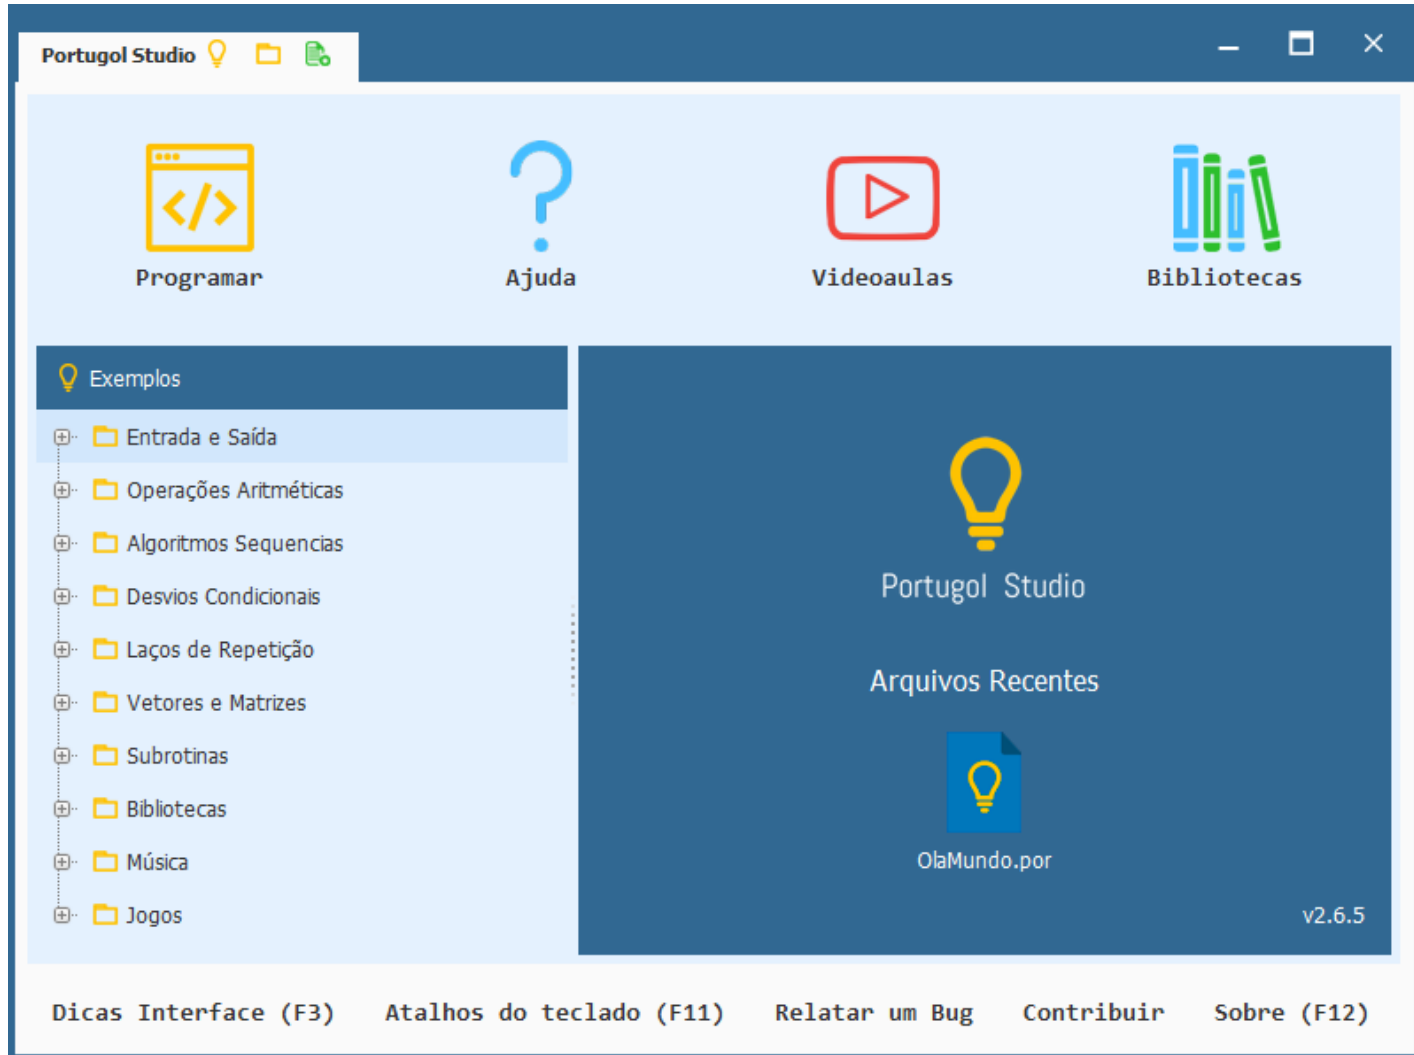 Portugol Studio
Programar
Ajuda
Videoaulas
Bibliotecas
Exemplos
Entrada e Saída
Operações Aritméticas
Algoritmos Sequencias
Desvios Condicionais
Laços de Repetição
Vetores e Matrizes
Subrotinas
Bibliotecas
Música
Jogos
Portugol Studio
Arquivos Recentes
OlaMundo.por
v2.6.5
Dicas Interface (F3) Atalhos do teclado (F11) Relatar um Bug Contribuir Sobre (F12)